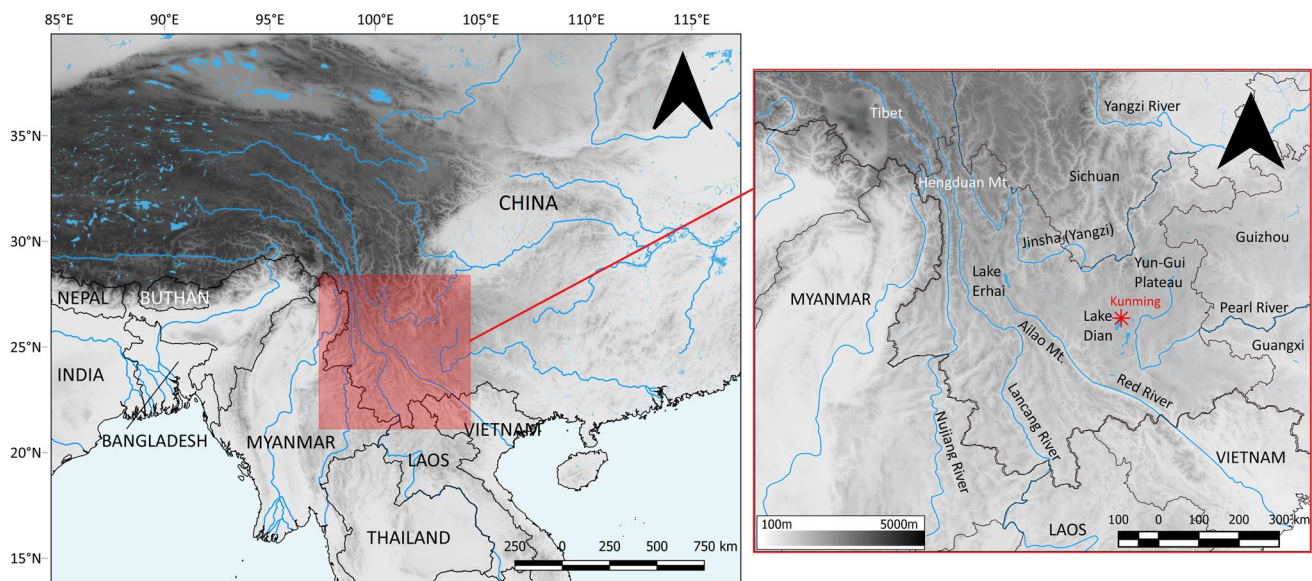 85°E 90°E 95°E 100°E 105°E 110°E 115°E
35°N
30°N
25°N
20°N
15°N
CHINA
NEPAL
BUTHAN
INDIA
BANGLADESH
MYANMAR
VIETNAM
LAOS
THAILAND
250 0 250 500 750 km
Tibet
Yangzi River
Hengduan Mt.
Sichuan
Jinsha (Yangzi)
Guizhou
Lake
Erhai
Yun-Gui
Plateau
MYANMAR
Kunming
Lake
Dian
Pearl River
Guangxi
Ailao Mt.
Red River
Lancang River
Nujiang River
VIETNAM
LAOS
100m 5000m
100 0 100 200 300 km